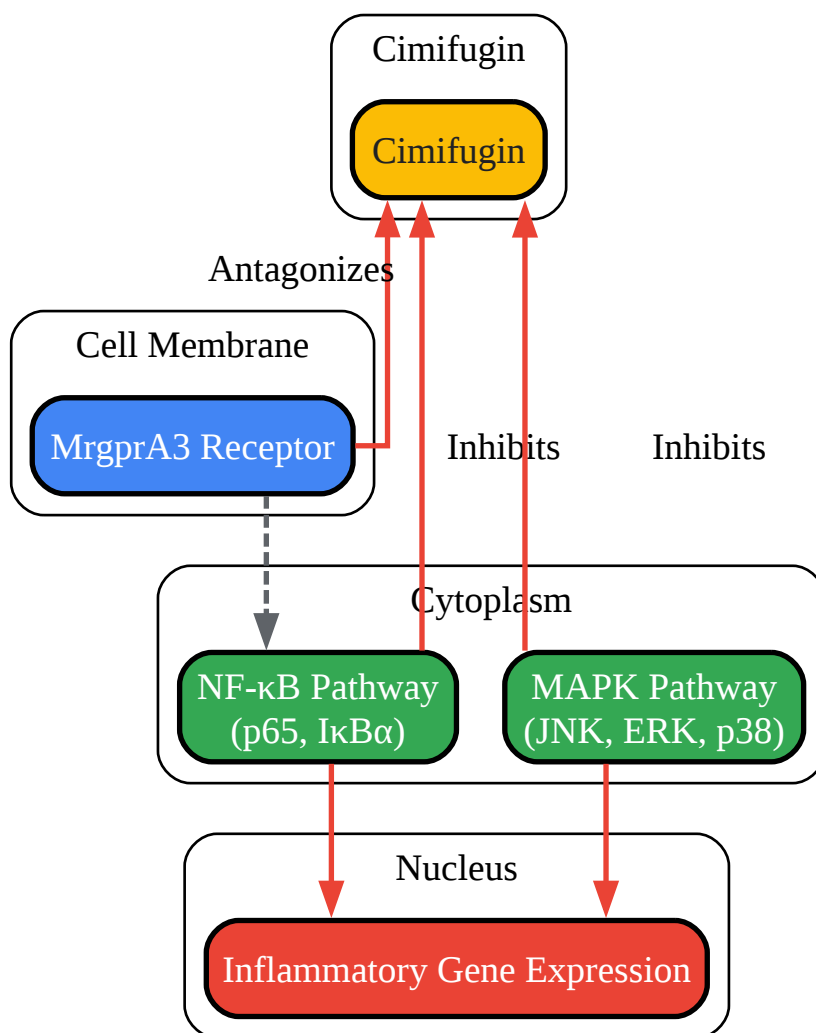 Cimifugin
Cimifugin
Antagonizes
Cell Membrane
MrgprA3 Receptor
Inhibits
Inhibits
Cytoplasm
NF-κB Pathway
(p65, IκBα)
MAPK Pathway
(JNK, ERK, p38)
Nucleus
Inflammatory Gene Expression